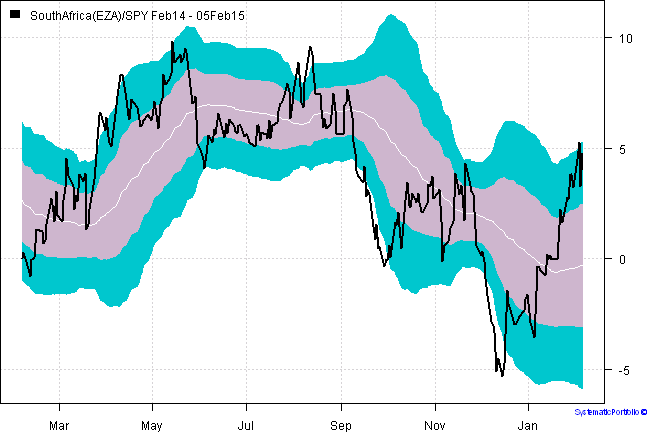 SouthAfrica(EZA)/SPY Feb14 - 05Feb15
10
5
0
-5
Mar May Jul Sep Nov Jan
SystematicPortfolio ©